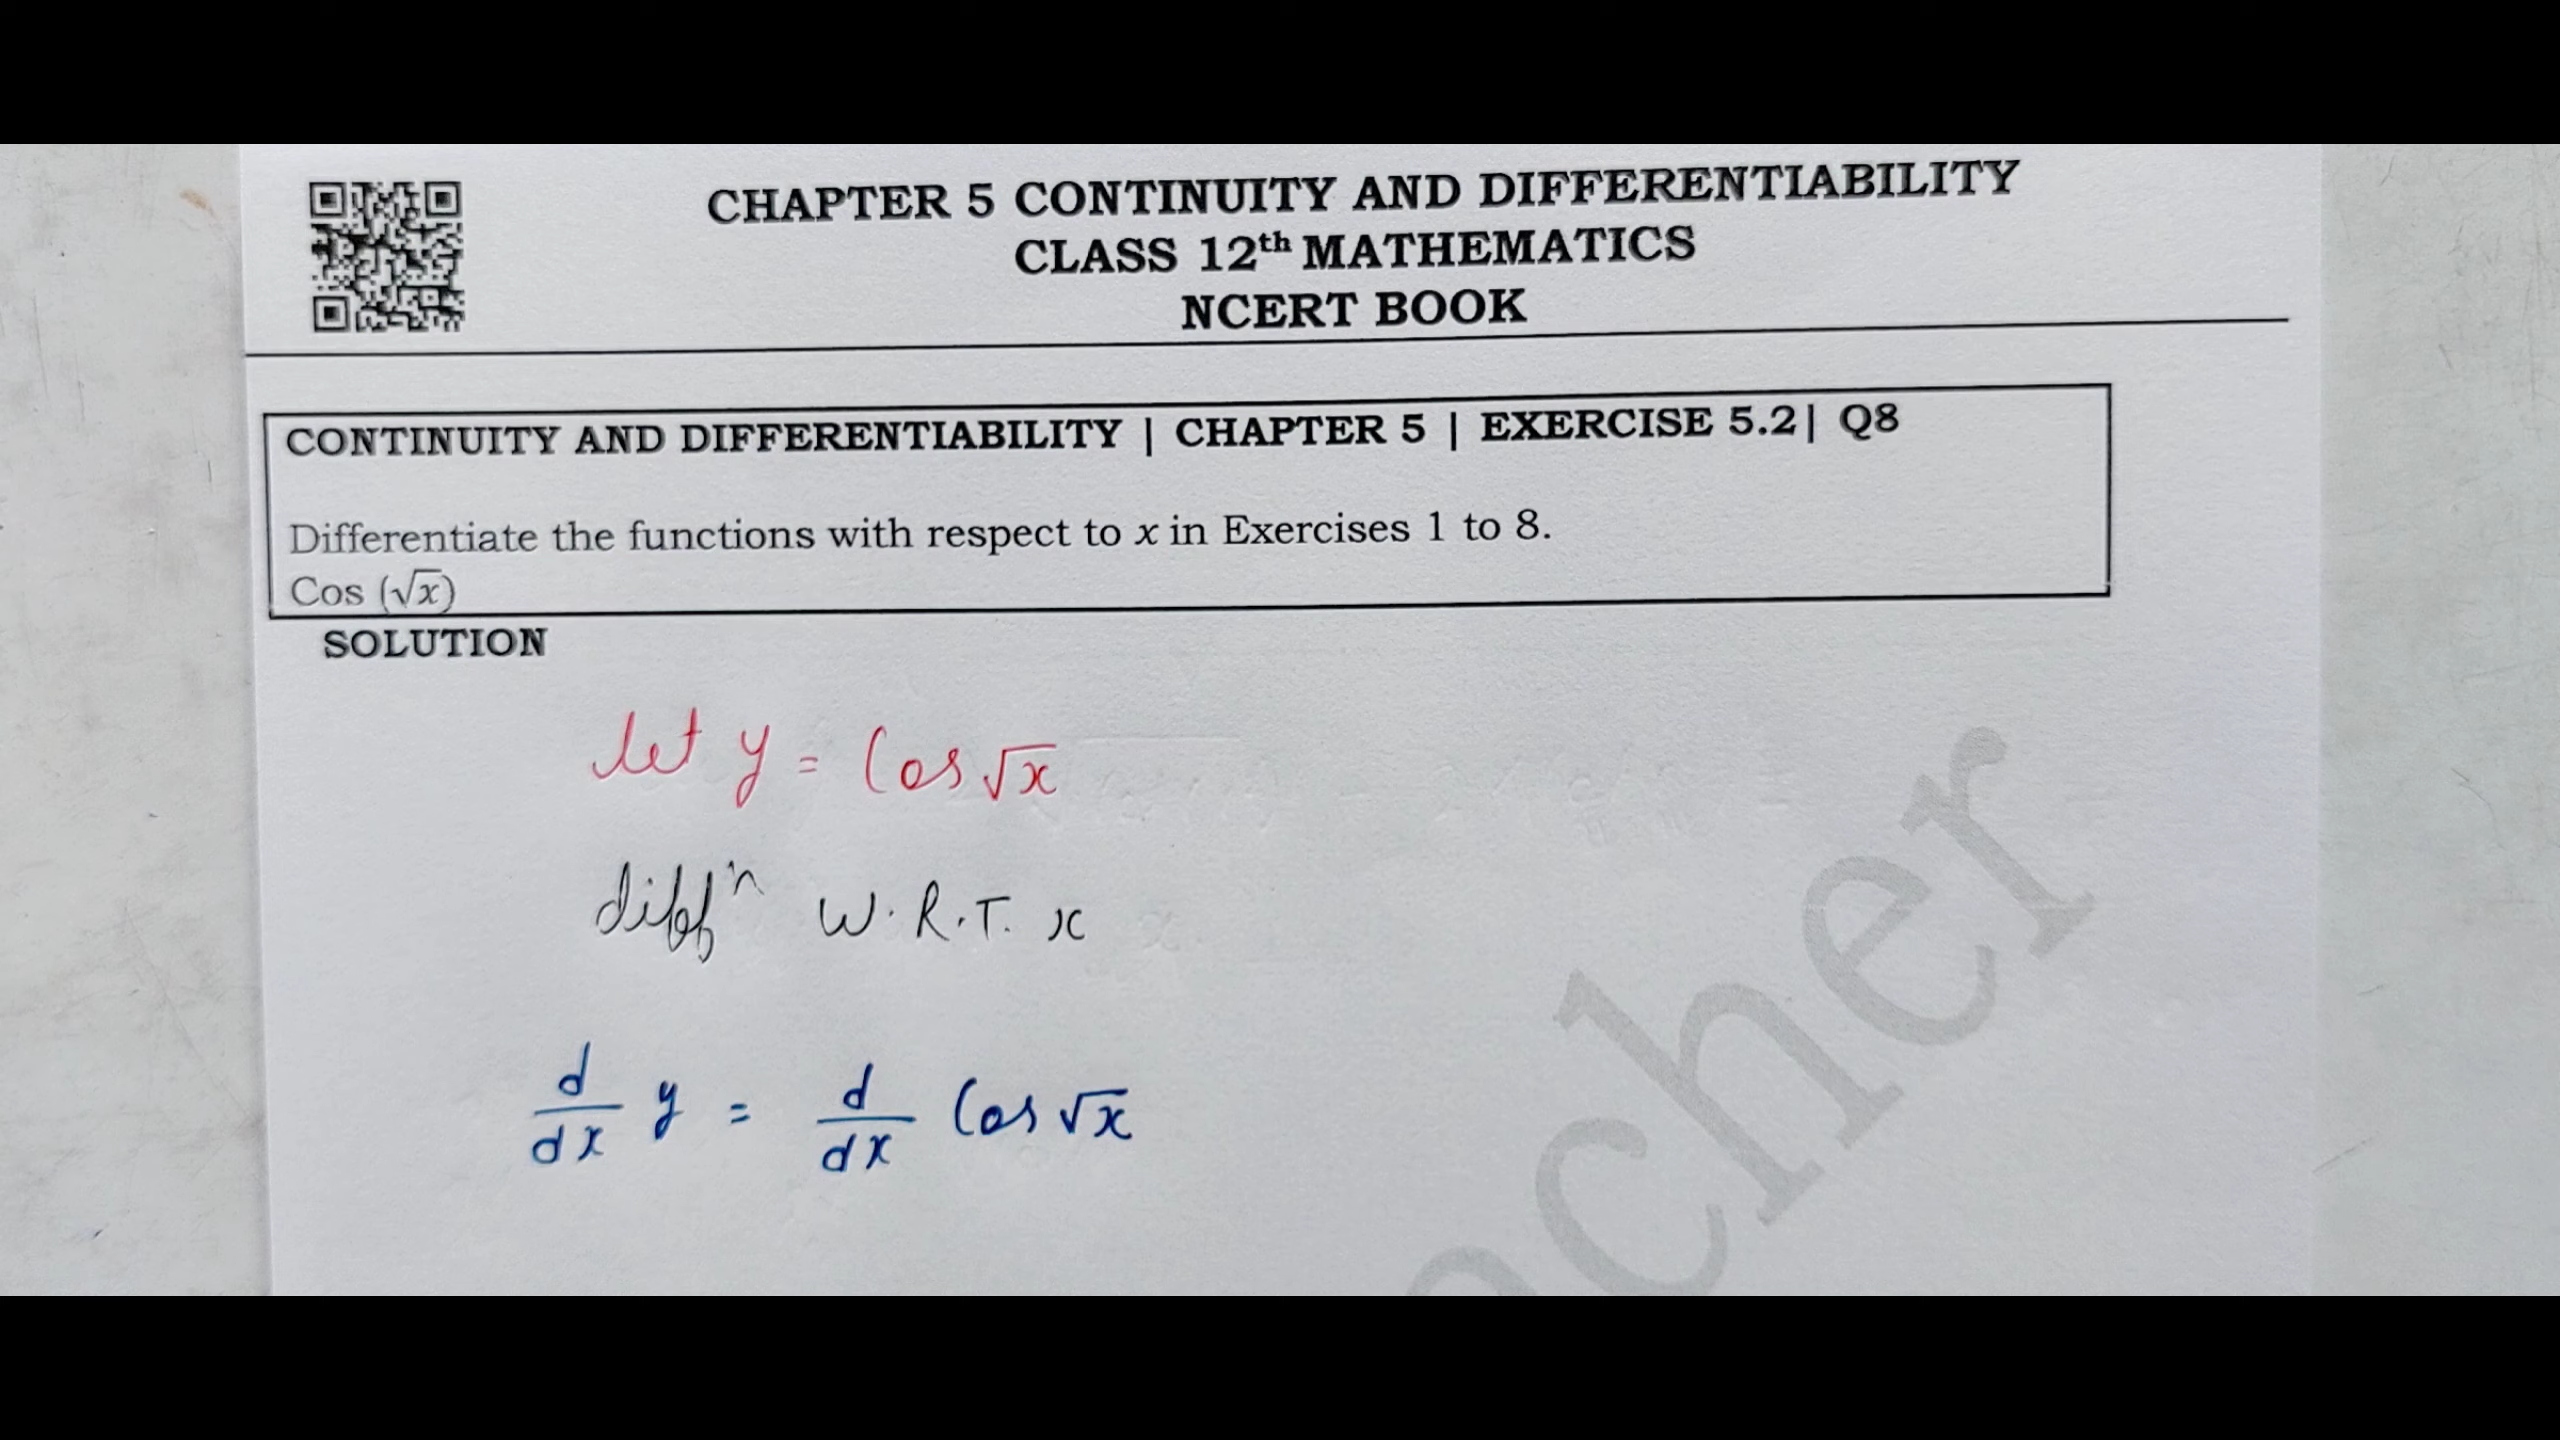 CHAPTER 5 CONTINUITY AND DIFFERENTIABILITY
CLASS 12th MATHEMATICS
NCERT BOOK
CONTINUITY AND DIFFERENTIABILITY | CHAPTER 5 | EXERCISE 5.2| Q8
Differentiate the functions with respect to x in Exercises 1 to 8.
Cos (√x)
SOLUTION
let y = Cos √x
diffⁿ W.R.T. x
d/dx y = d/dx Cos √x